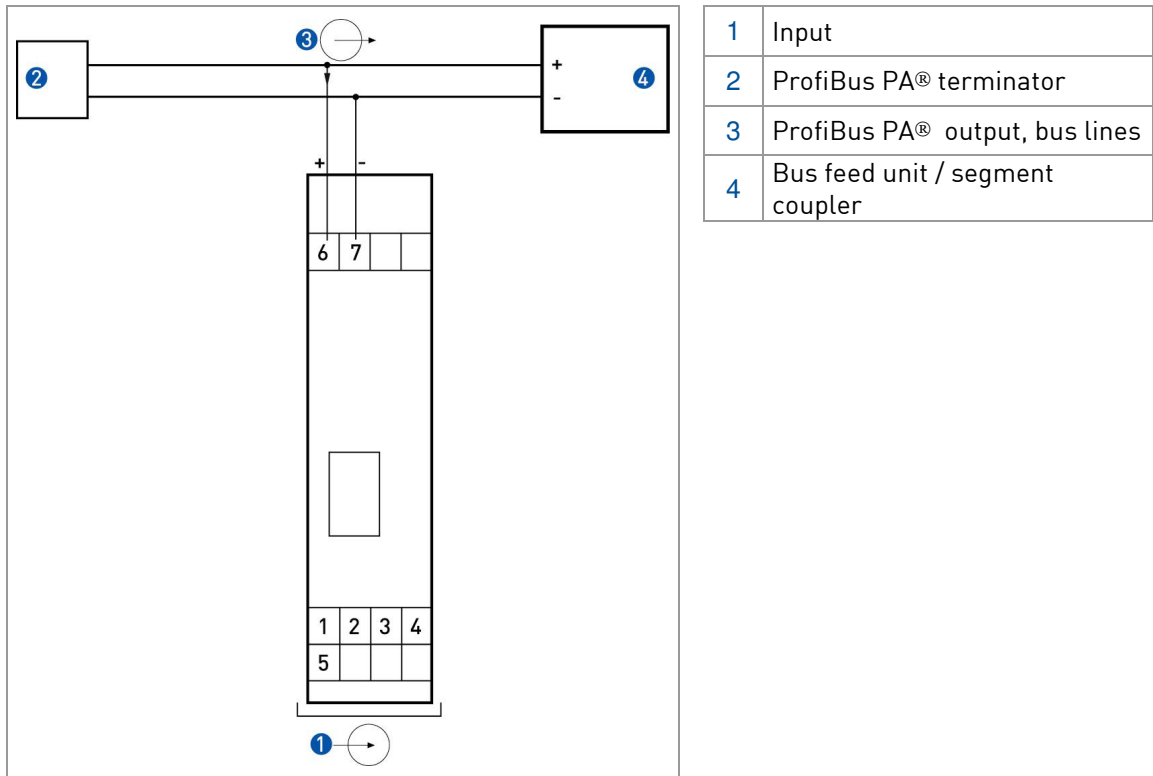 3
2
4
+
-
+ -
6 7
1 2 3 4
5
1
1 Input
2 ProfiBus PA® terminator
3 ProfiBus PA® output, bus lines
4 Bus feed unit / segment
coupler